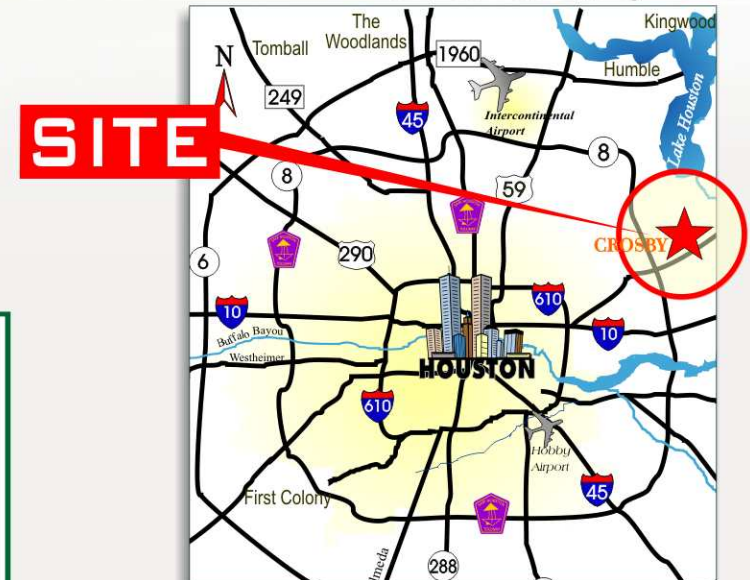 The
Woodlands
Kingwood
N
Tomball
1960
Humble
249
45
Intercontinental
Airport
Lake Houston
SITE
8
8
59
CROSBY
290
6
610
10
10
Buffalo Bayou
Westheimer
HOUSTON
610
Hobby
Airport
45
First Colony
288